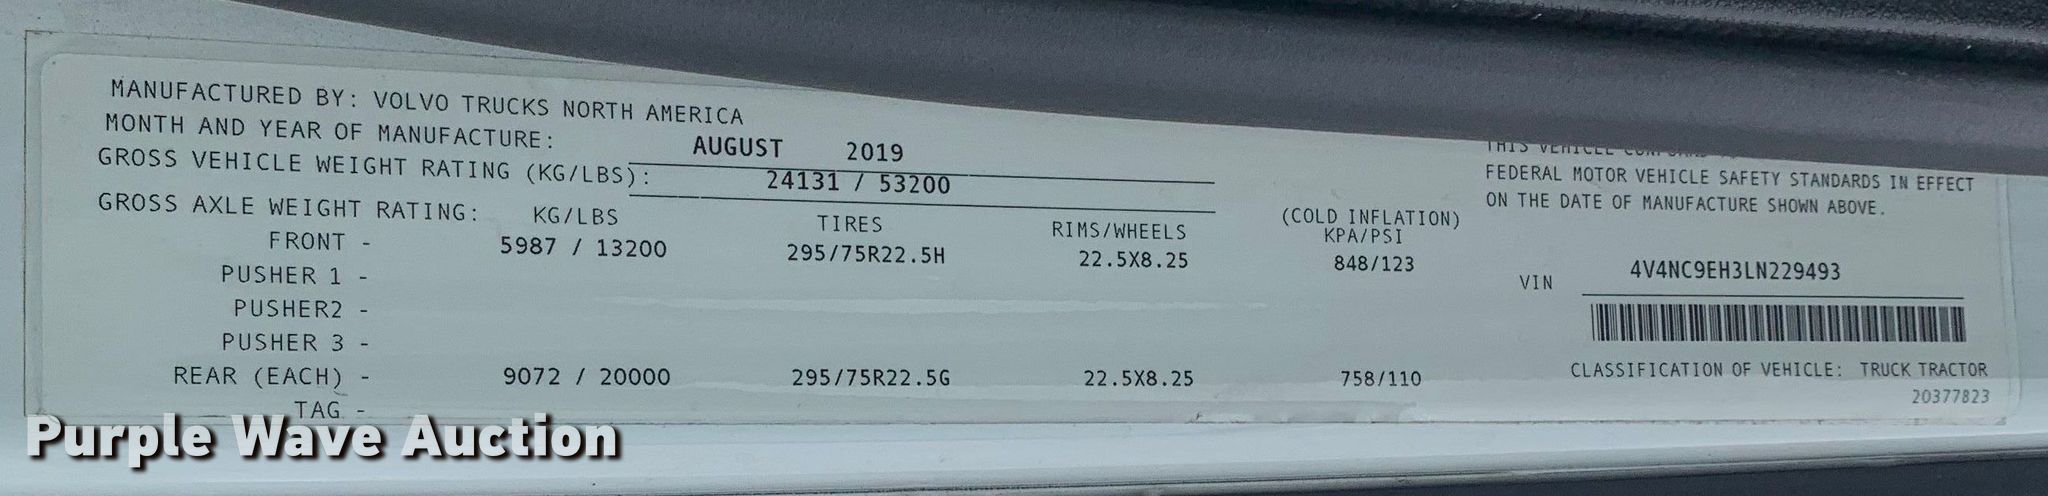 MANUFACTURED BY: VOLVO TRUCKS NORTH AMERICA
MONTH AND YEAR OF MANUFACTURE: AUGUST 2019
GROSS VEHICLE WEIGHT RATING (KG/LBS): 24131 / 53200
GROSS AXLE WEIGHT RATING: KG/LBS TIRES RIMS/WHEELS (COLD INFLATION) KPA/PSI
FRONT - 5987 / 13200 295/75R22.5H 22.5X8.25 848/123
PUSHER 1 -
PUSHER2 -
PUSHER 3 -
REAR (EACH) - 9072 / 20000 295/75R22.5G 22.5X8.25 758/110
TAG -
THIS VEHICLE
FEDERAL MOTOR VEHICLE SAFETY STANDARDS IN EFFECT
ON THE DATE OF MANUFACTURE SHOWN ABOVE.
VIN 4V4NC9EH3LN229493
CLASSIFICATION OF VEHICLE: TRUCK TRACTOR
20377823
Purple Wave Auction